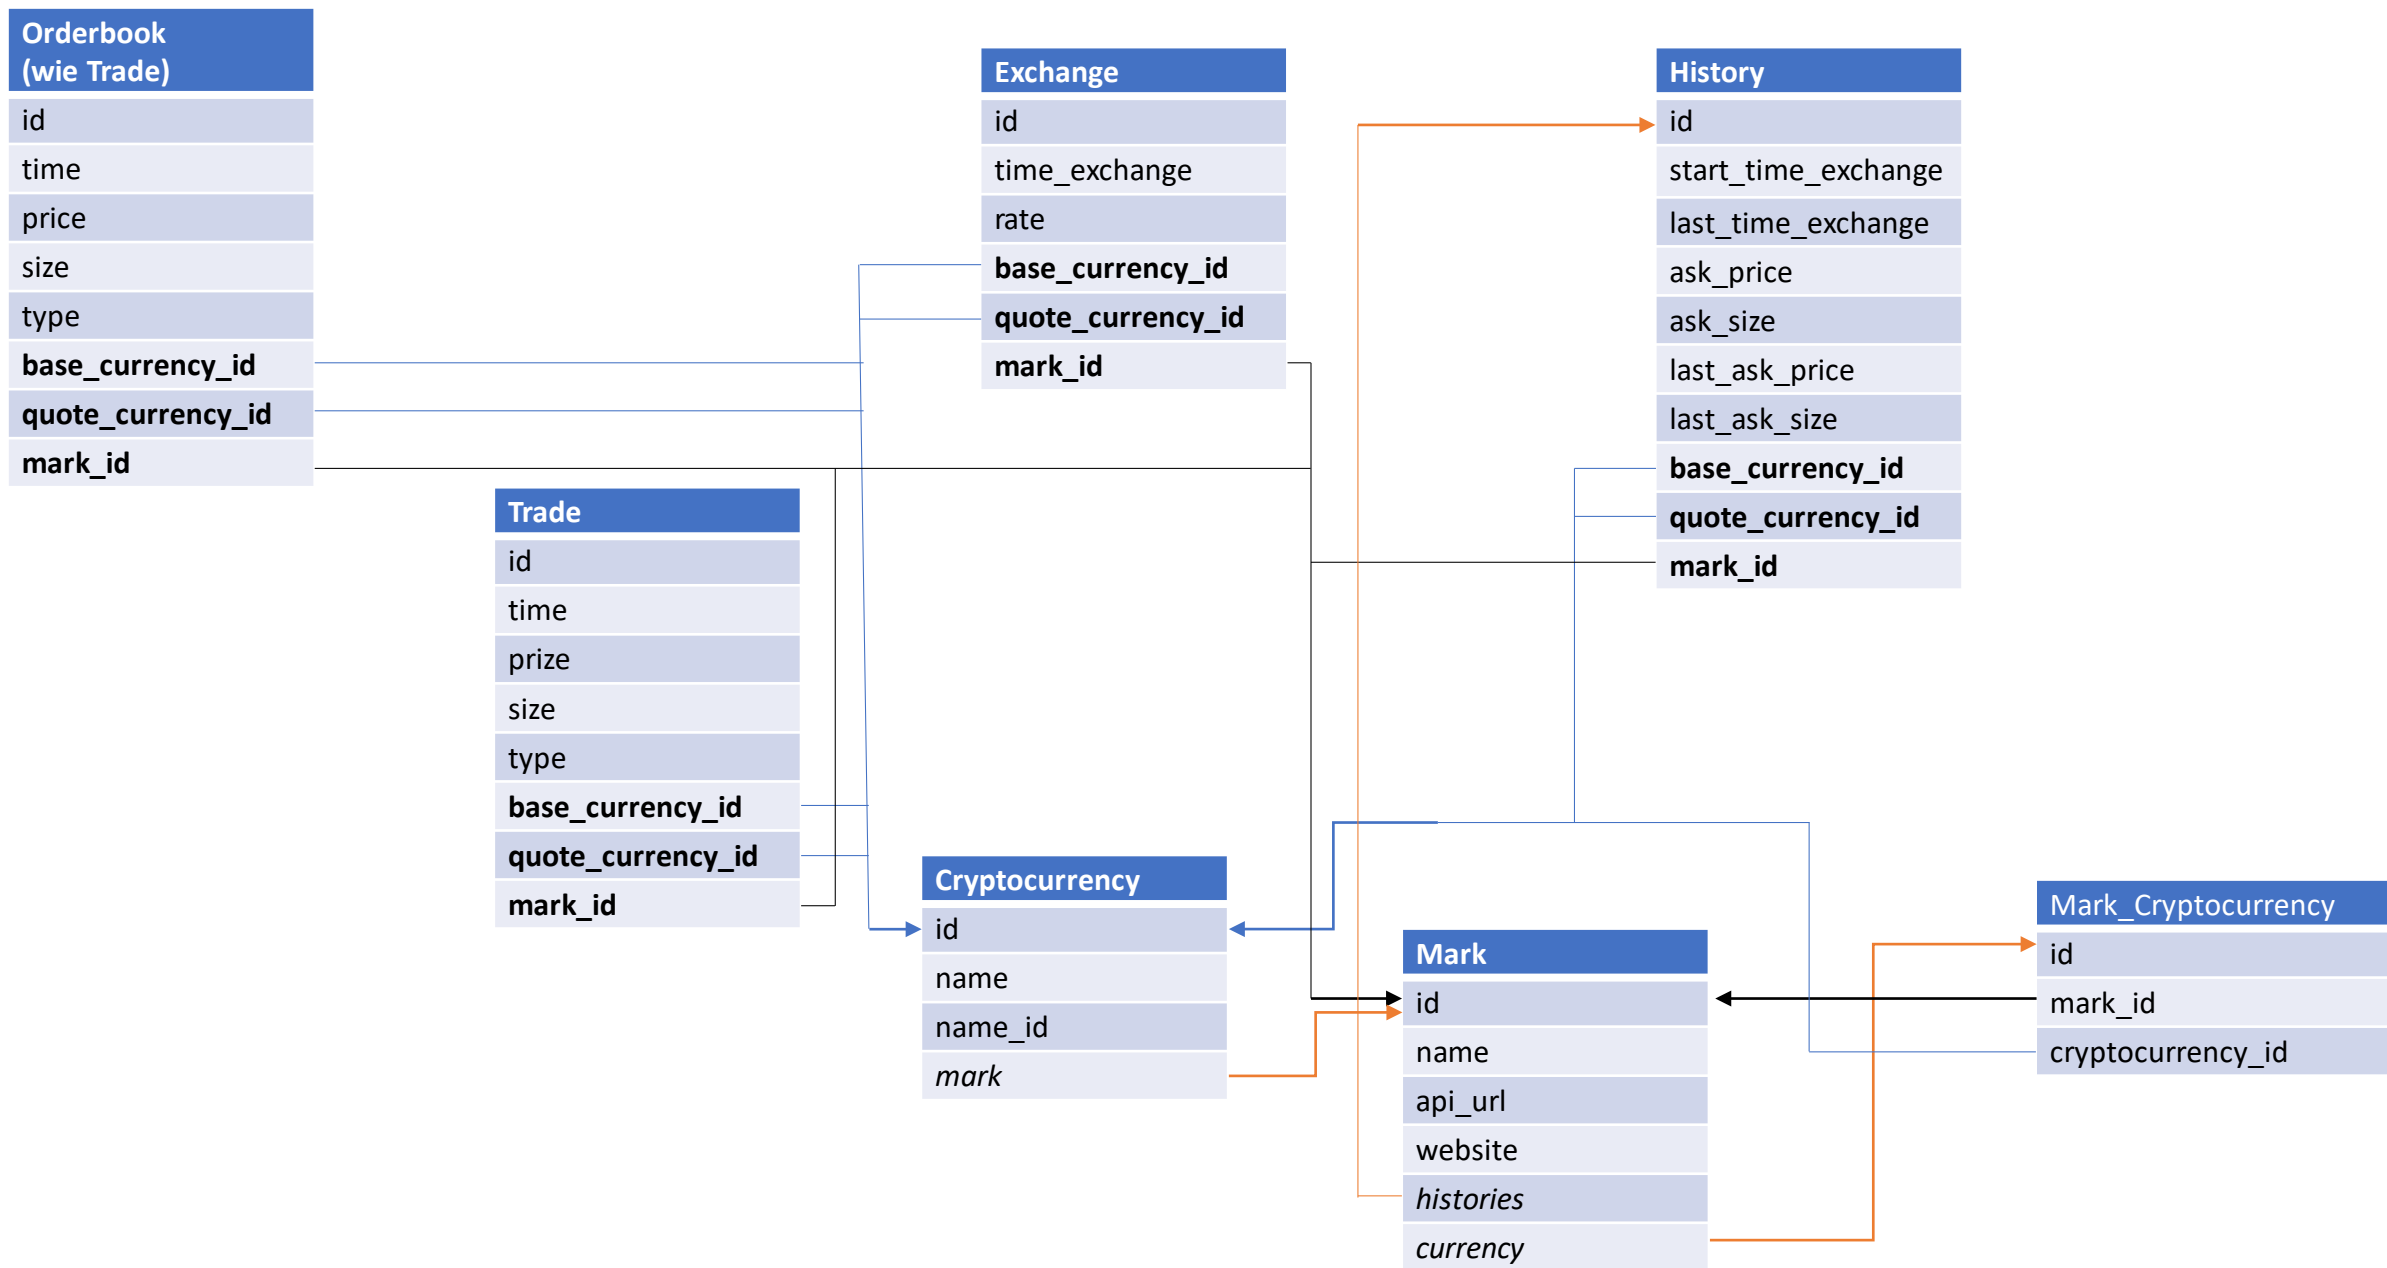 Orderbook
(wie Trade)
id
time
price
size
type
base_currency_id
quote_currency_id
mark_id
Exchange
id
time_exchange
rate
base_currency_id
quote_currency_id
mark_id
History
id
start_time_exchange
last_time_exchange
ask_price
ask_size
last_ask_price
last_ask_size
base_currency_id
quote_currency_id
mark_id
Trade
id
time
prize
size
type
base_currency_id
quote_currency_id
mark_id
Cryptocurrency
id
name
name_id
mark
Mark
id
name
api_url
website
histories
currency
Mark_Cryptocurrency
id
mark_id
cryptocurrency_id